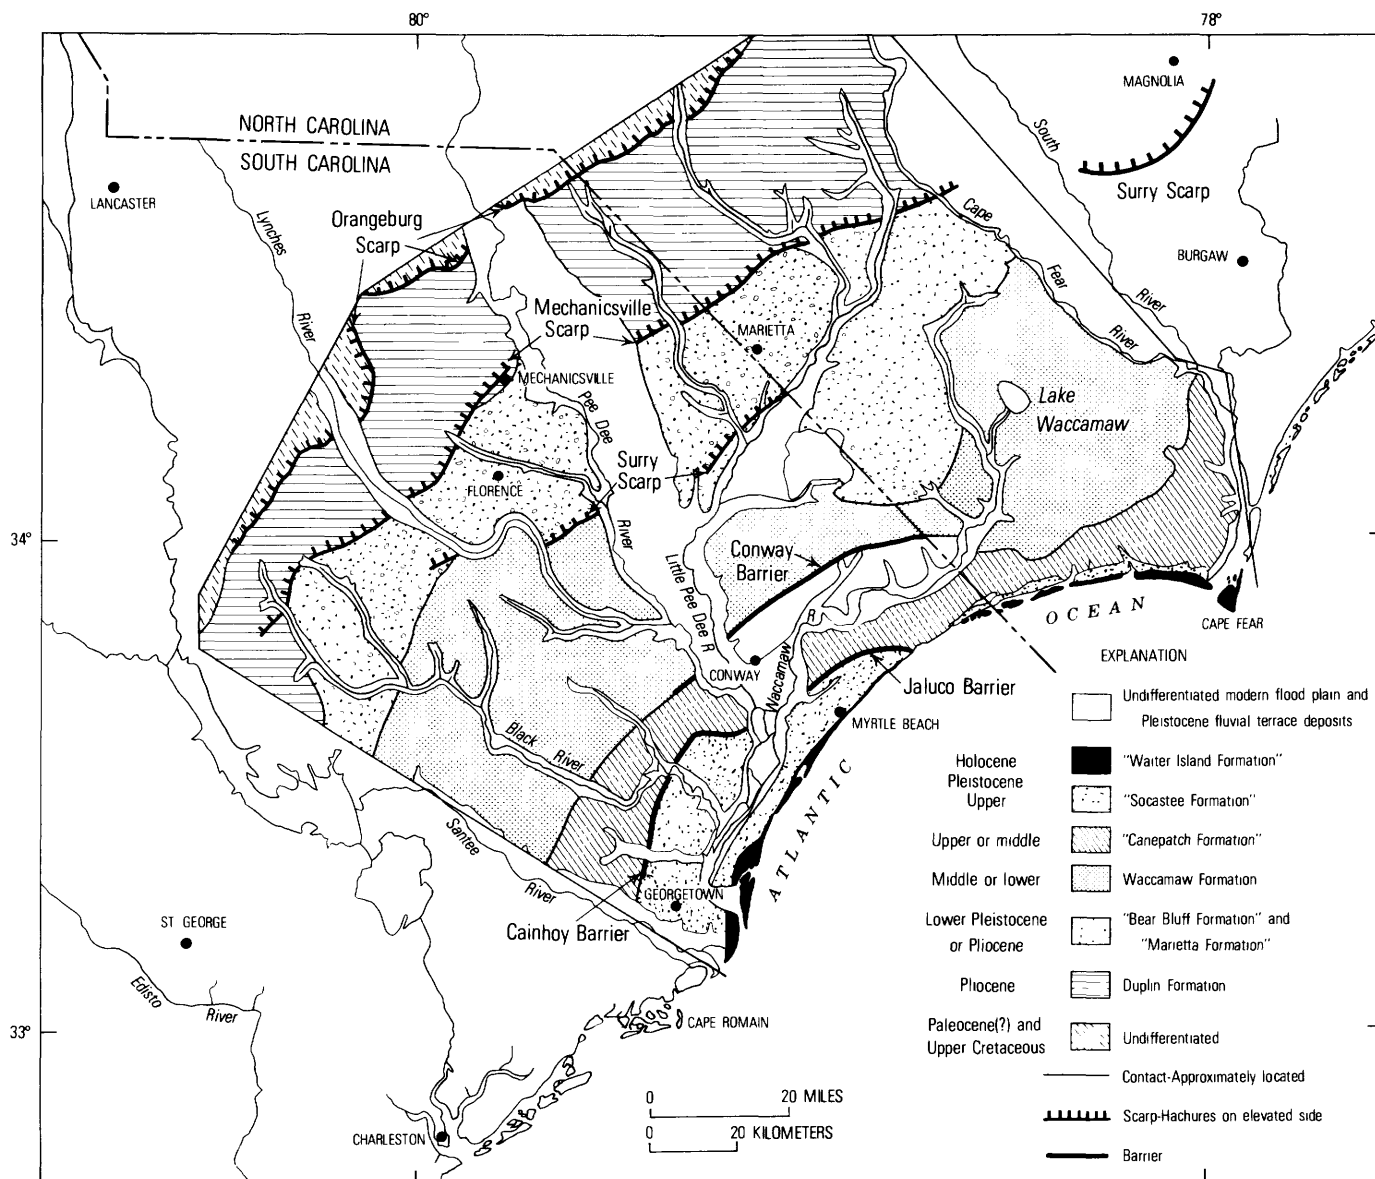 80°
78°
MAGNOLIA
NORTH CAROLINA
SOUTH CAROLINA
South
River
Surry Scarp
LANCASTER
Lynches
River
Orangeburg
Scarp
Cape
Fear
River
BURGAW
Mechanicsville
Scarp
MARIETTA
MECHANICSVILLE
Pee Dee
River
Lake
Waccamaw
Surry
Scarp
FLORENCE
34°
Conway
Barrier
Little Pee Dee R
R
Waccamaw
OCEAN
CAPE FEAR
CONWAY
Jaluco Barrier
MYRTLE BEACH
Black
River
ATLANTIC
Santee
River
GEORGETOWN
Cainhoy Barrier
ST GEORGE
Edisto
River
33°
CAPE ROMAIN
CHARLESTON
0 20 MILES
0 20 KILOMETERS
EXPLANATION
Undifferentiated modern flood plain and
Pleistocene fluvial terrace deposits
Holocene
Pleistocene
Upper
"Waiter Island Formation"
"Socastee Formation"
Upper or middle
"Canepatch Formation"
Middle or lower
Waccamaw Formation
Lower Pleistocene
or Pliocene
"Bear Bluff Formation" and
"Marietta Formation"
Pliocene
Duplin Formation
Paleocene(?) and
Upper Cretaceous
Undifferentiated
Contact-Approximately located
Scarp-Hachures on elevated side
Barrier